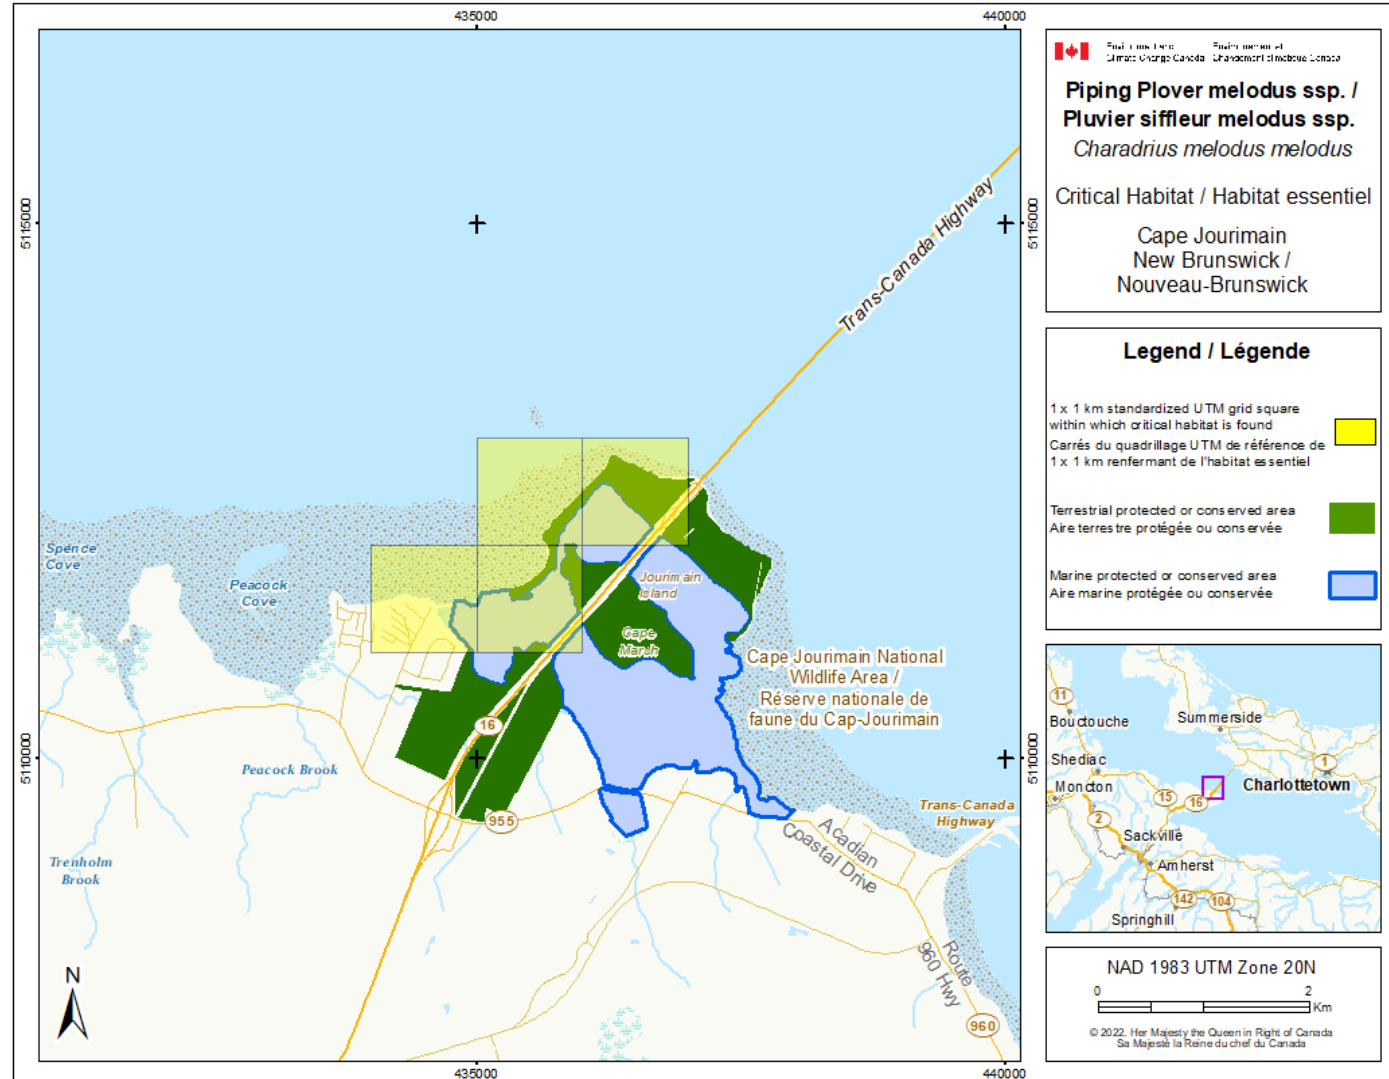 435000
440000
5115000
5115000
5110000
5110000
435000
440000
Trans-Canada Highway
Spence
Cove
Peacock
Cove
Jourimain
Island
Cape
Marsh
Cape Jourimain National
Wildlife Area /
Réserve nationale de
faune du Cap-Jourimain
16
Peacock Brook
955
Trans-Canada
Highway
Acadian
Coastal Drive
Trenholm
Brook
Route
960 Hwy
960
N
Climate Change Canada
Changement climatique Canada
Piping Plover melodus ssp. /
Pluvier siffleur melodus ssp.
Charadrius melodus melodus
Critical Habitat / Habitat essentiel
Cape Jourimain
New Brunswick /
Nouveau-Brunswick
Legend / Légende
1 x 1 km standardized UTM grid square
within which critical habitat is found
Carrés du quadrillage UTM de référence de
1 x 1 km renfermant de l'habitat essentiel
Terrestrial protected or conserved area
Aire terrestre protégée ou conservée
Marine protected or conserved area
Aire marine protégée ou conservée
11
Bouctouche
Summerside
Shediac
1
Moncton
Charlottetown
15
16
2
Sackville
Amherst
142
104
Springhill
NAD 1983 UTM Zone 20N
0 2
Km
© 2022. Her Majesty the Queen in Right of Canada
Sa Majesté la Reine du chef du Canada